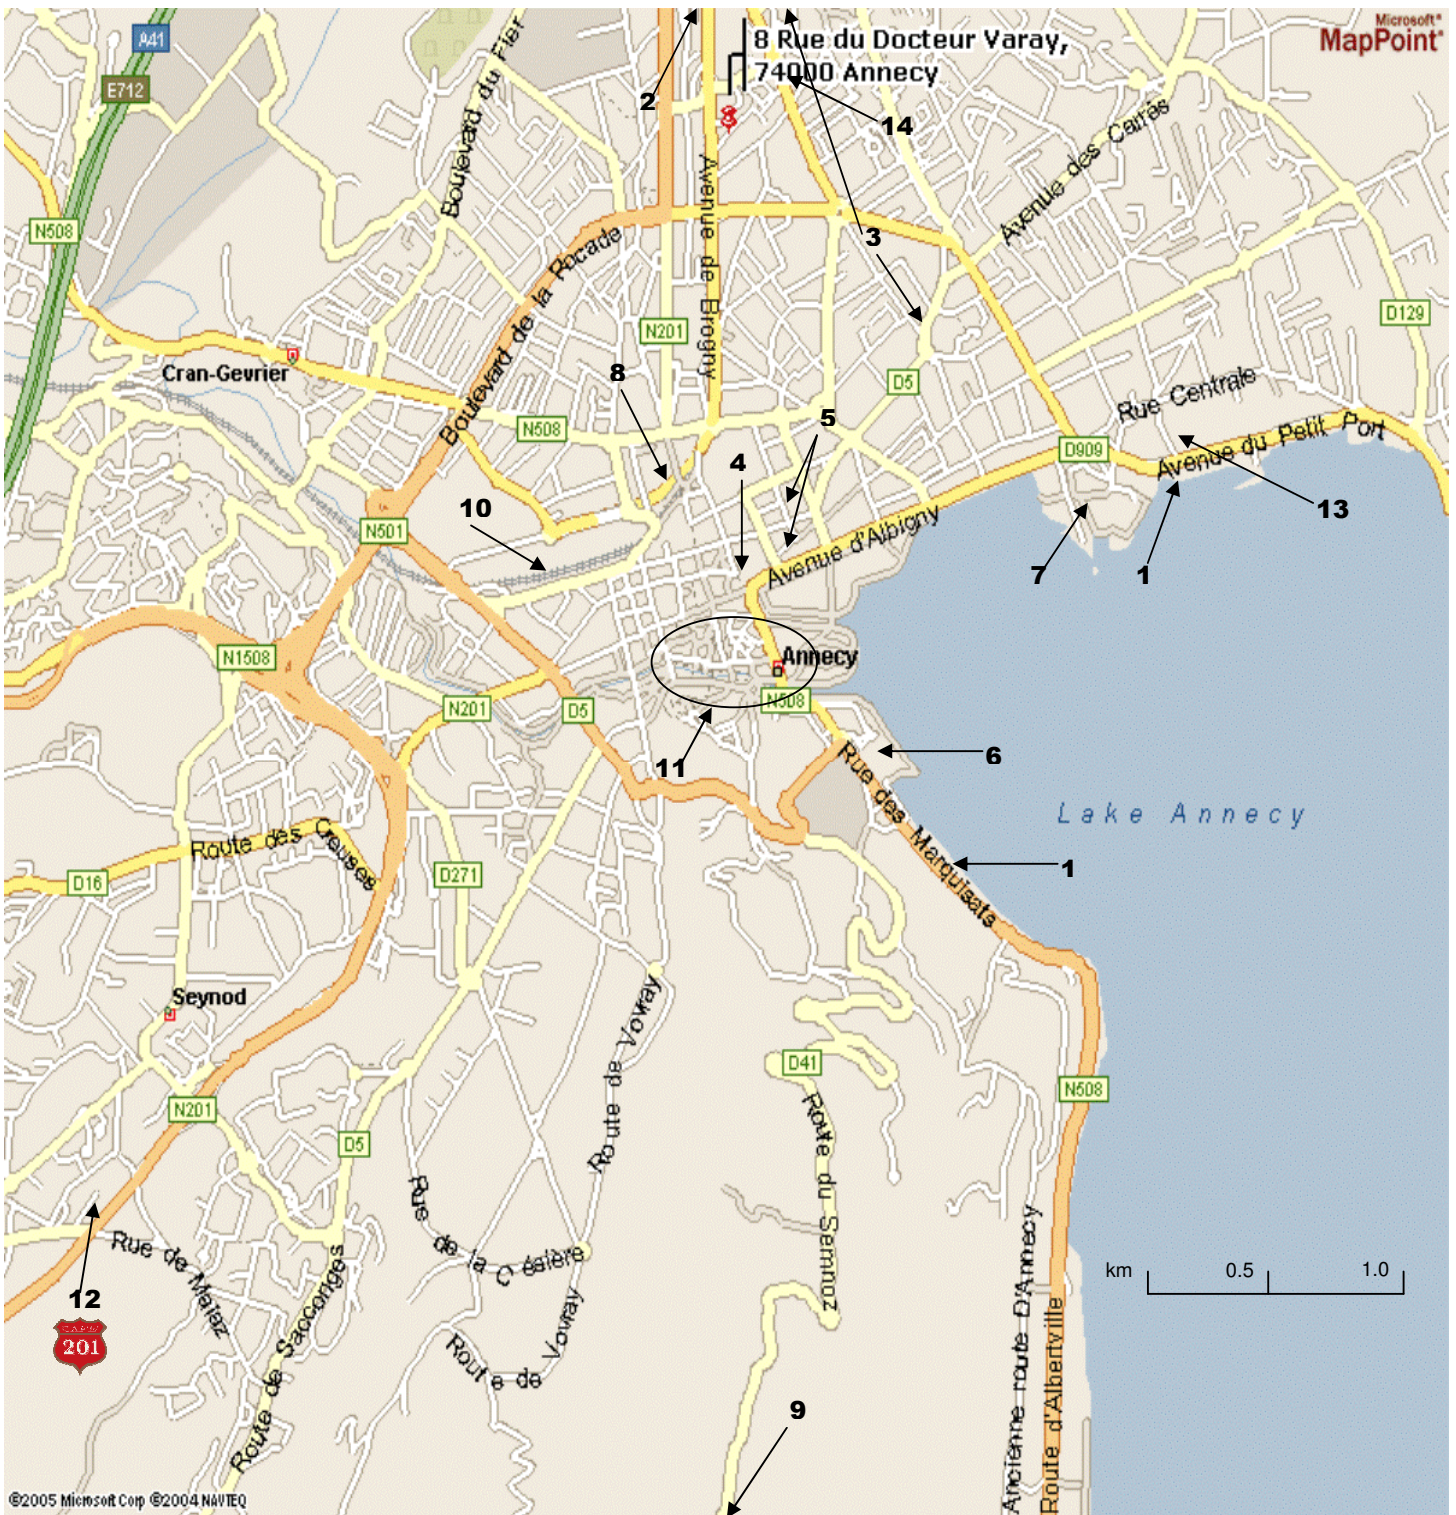 A41
Microsoft®
MapPoint®
8 Rue du Docteur Varay,
74000 Annecy
E712
2
14
Boulevard du Fier
Avenue des Carrés
N508
3
Avenue de Brogny
Boulevard de la Rocade
N201
D129
Cran-Gevrier
8
D5
Rue Centrale
N508
5
4
D909
Avenue du Petit Port
10
13
N501
Avenue d'Albigny
7
1
N1508
Annecy
N201
D5
N508
11
6
Rue des Marquisats
Lake Annecy
Route des Creuses
D16
D271
1
Seynod
Route de Vovray
D41
N508
N201
D5
Route du Semnoz
Rue de la Césière
Rue de Malaz
Route de Sacconges
km 0.5 1.0
12
201
Route de Vovray
Ancienne route D'Annecy
Route d'Albertville
9
©2005 Microsoft Corp ©2004 NAVTEQ